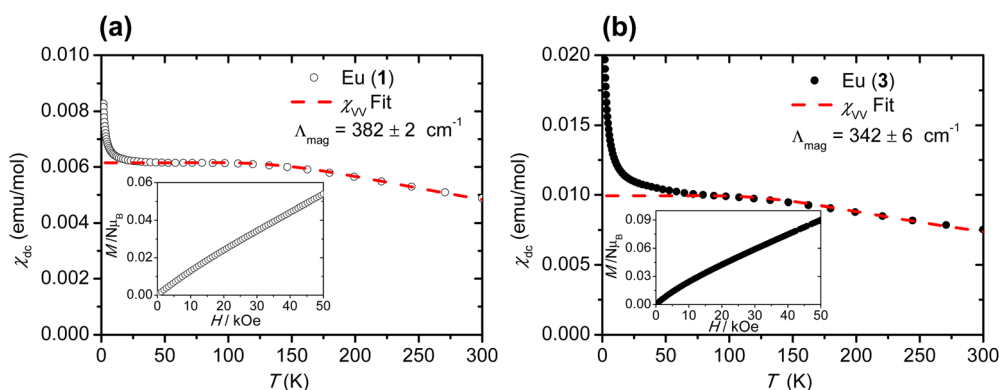 (a)
0.010
0.008
0.006
0.004
0.002
0.000
χdc (emu/mol)
0 50 100 150 200 250 300
T (K)
Eu (1)
χVV Fit
Λmag = 382 ± 2 cm-1
0.06
0.04
0.02
0.00
M /NμB
0 10 20 30 40 50
H / kOe
(b)
0.020
0.015
0.010
0.005
0.000
χdc (emu/mol)
0 50 100 150 200 250 300
T (K)
Eu (3)
χVV Fit
Λmag = 342 ± 6 cm-1
0.09
0.06
0.03
0.00
M /NμB
0 10 20 30 40 50
H / kOe